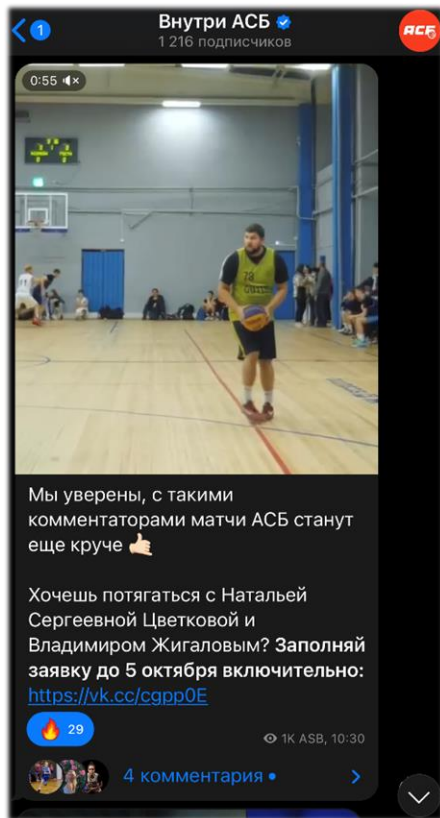 1
Внутри АСБ
1 216 подписчиков
АСБ
0:55
73
11
Мы уверены, с такими
комментаторами матчи АСБ станут
еще круче 🤙🏻
Хочешь потягаться с Натальей
Сергеевной Цветковой и
Владимиром Жигаловым? Заполняй
заявку до 5 октября включительно:
https://vk.cc/cgpp0E
🔥 29
1K ASB, 10:30
4 комментария •